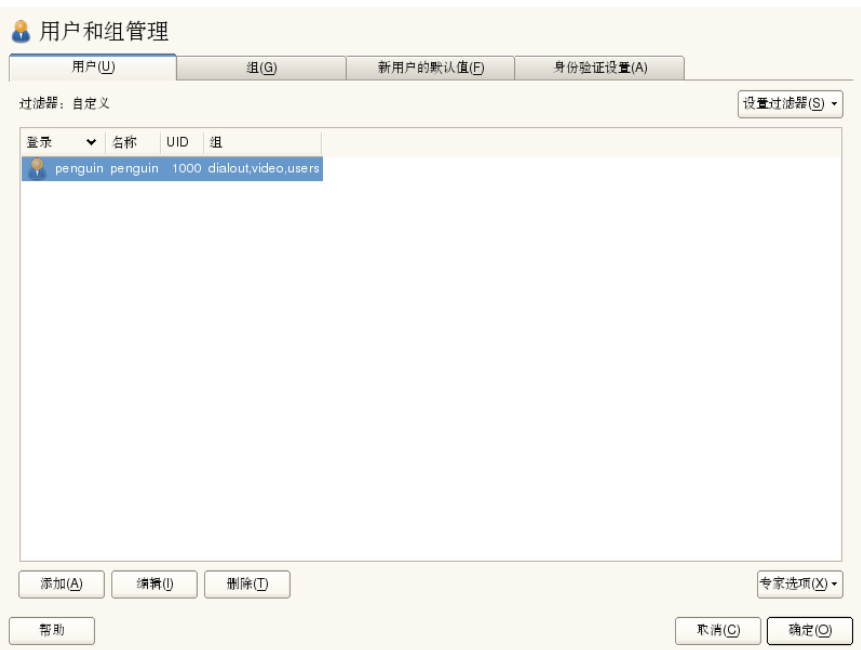 用户和组管理
用户(U) 组(G) 新用户的默认值(F) 身份验证设置(A)
过滤器：自定义 设置过滤器(S)
登录 名称 UID 组
penguin penguin 1000 dialout,video,users
添加(A) 编辑(I) 删除(T) 专家选项(X)
帮助 取消(C) 确定(O)